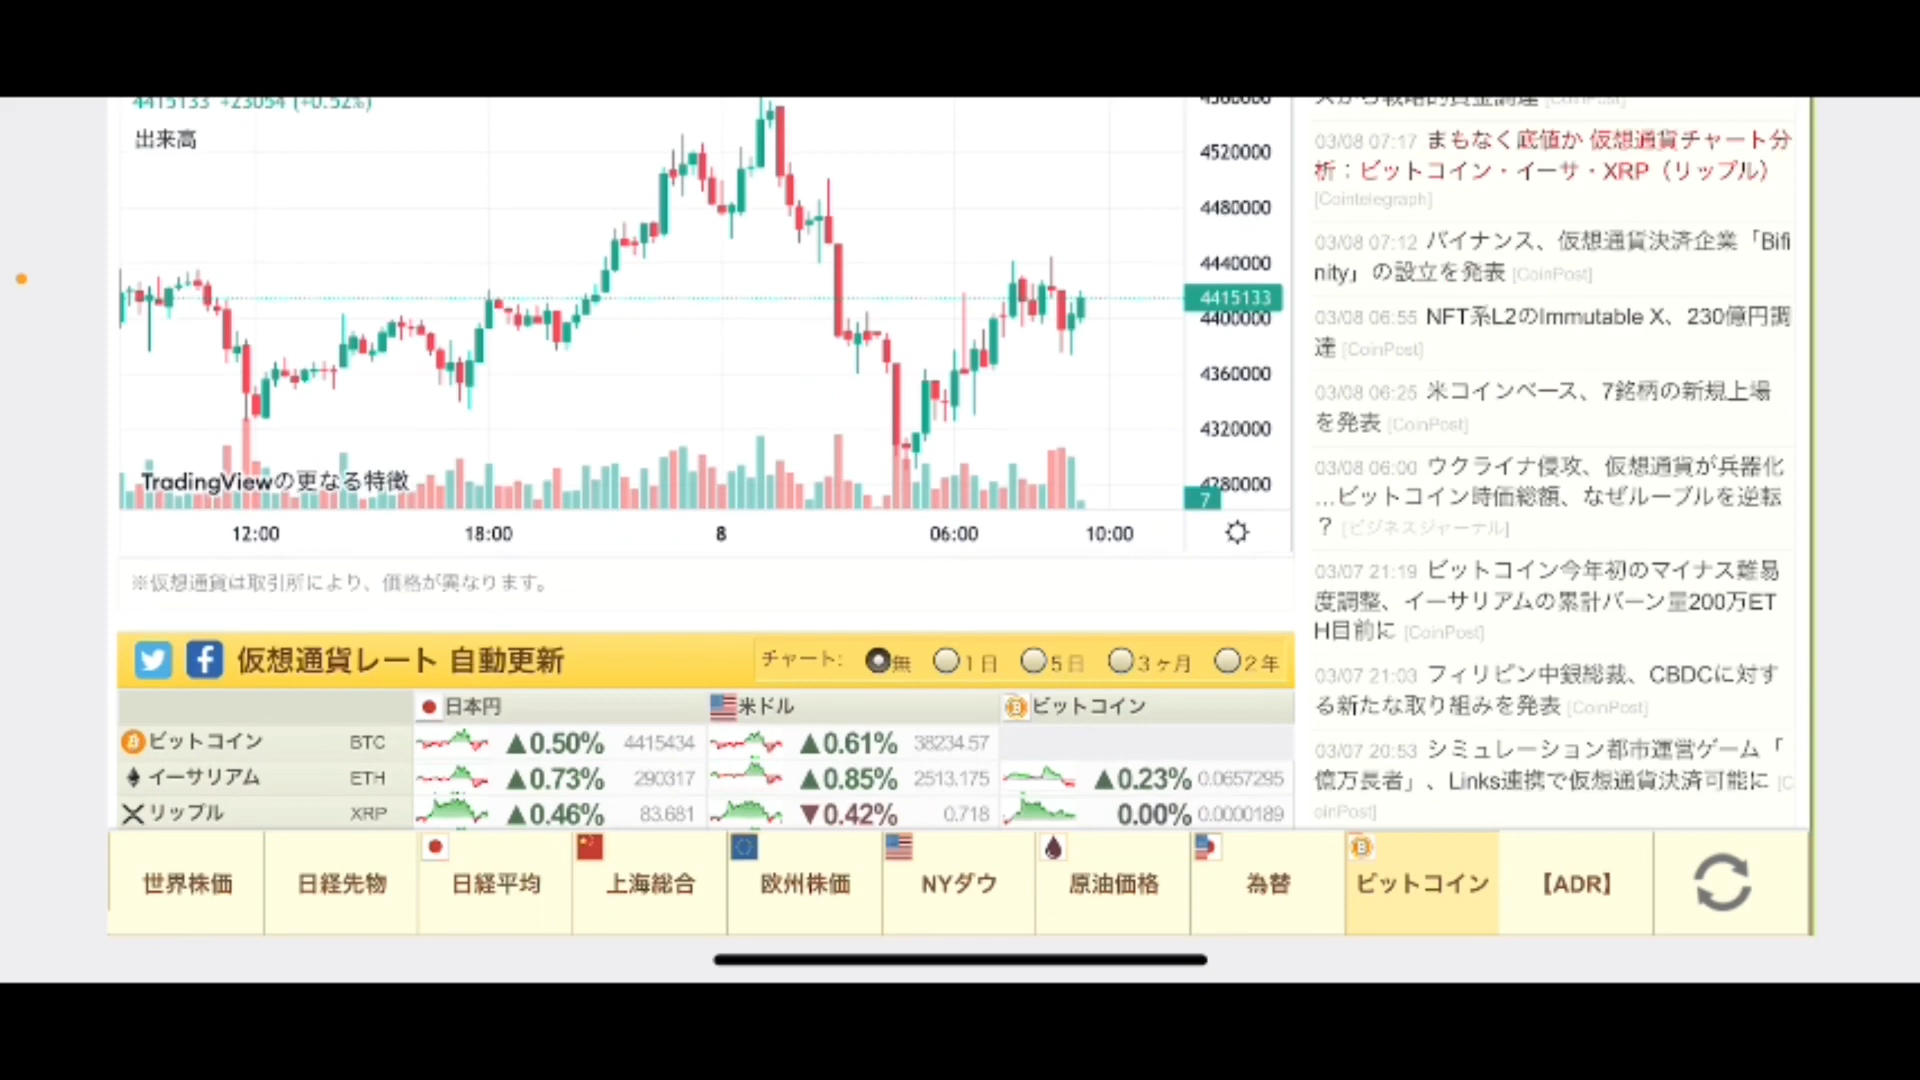 4415133 +23054 (+0.52%)
出来高
4560000
4520000
4480000
4440000
4415133
4400000
4360000
4320000
4280000
7
TradingViewの更なる特徴
12:00
18:00
8
06:00
10:00
※仮想通貨は取引所により、価格が異なります。
仮想通貨レート 自動更新
チャート: 無 1日 5日 3ヶ月 2年
日本円 米ドル ビットコイン
ビットコイン BTC ▲0.50% 4415434 ▲0.61% 38234.57
イーサリアム ETH ▲0.73% 290317 ▲0.85% 2513.175 ▲0.23% 0.0657295
リップル XRP ▲0.46% 83.681 ▼0.42% 0.718 0.00% 0.0000189
スから戦略的資金調達 [CoinPost]
03/08 07:17 まもなく底値か 仮想通貨チャート分
析：ビットコイン・イーサ・XRP（リップル）
[Cointelegraph]
03/08 07:12 バイナンス、仮想通貨決済企業「Bifi
nity」の設立を発表 [CoinPost]
03/08 06:55 NFT系L2のImmutable X、230億円調
達 [CoinPost]
03/08 06:25 米コインベース、7銘柄の新規上場
を発表 [CoinPost]
03/08 06:00 ウクライナ侵攻、仮想通貨が兵器化
…ビットコイン時価総額、なぜルーブルを逆転
？ [ビジネスジャーナル]
03/07 21:19 ビットコイン今年初のマイナス難易
度調整、イーサリアムの累計バーン量200万ET
H目前に [CoinPost]
03/07 21:03 フィリピン中銀総裁、CBDCに対す
る新たな取り組みを発表 [CoinPost]
03/07 20:53 シミュレーション都市運営ゲーム「
億万長者」、Links連携で仮想通貨決済可能に [C
oinPost]
世界株価
日経先物
日経平均
上海総合
欧州株価
NYダウ
原油価格
為替
ビットコイン
【ADR】